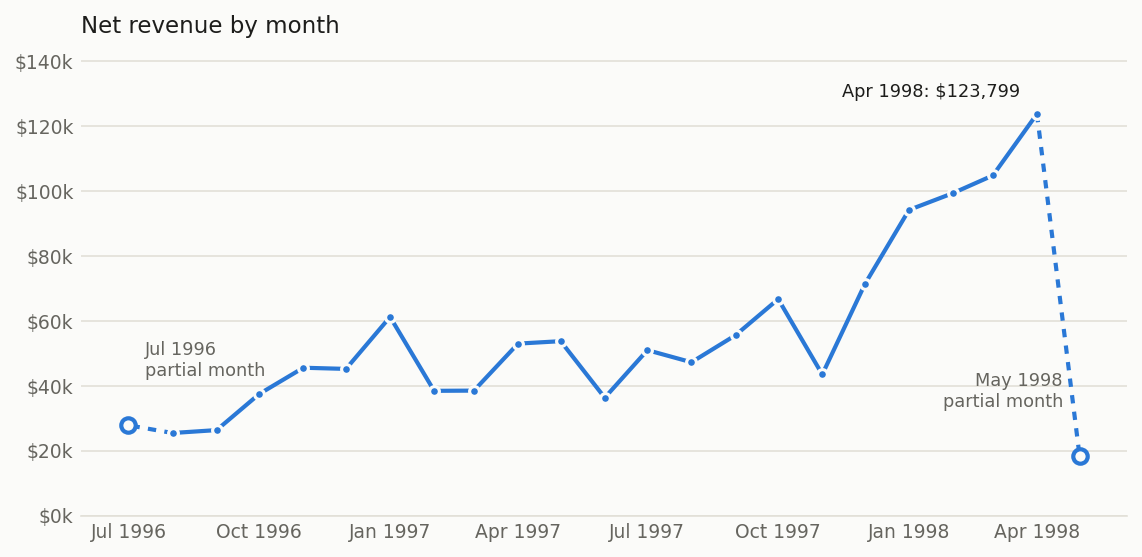 Net revenue by month
$140k
$120k
$100k
$80k
$60k
$40k
$20k
$0k
Apr 1998: $123,799
Jul 1996
partial month
May 1998
partial month
Jul 1996
Oct 1996
Jan 1997
Apr 1997
Jul 1997
Oct 1997
Jan 1998
Apr 1998